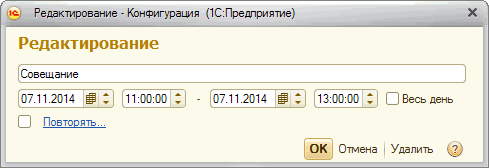 Редактирование - Конфигурация (1С:Предприятие)
Редактирование
Совещание
07.11.2014 11:00:00 - 07.11.2014 13:00:00 Весь день
Повторять...
ОК Отмена Удалить ?